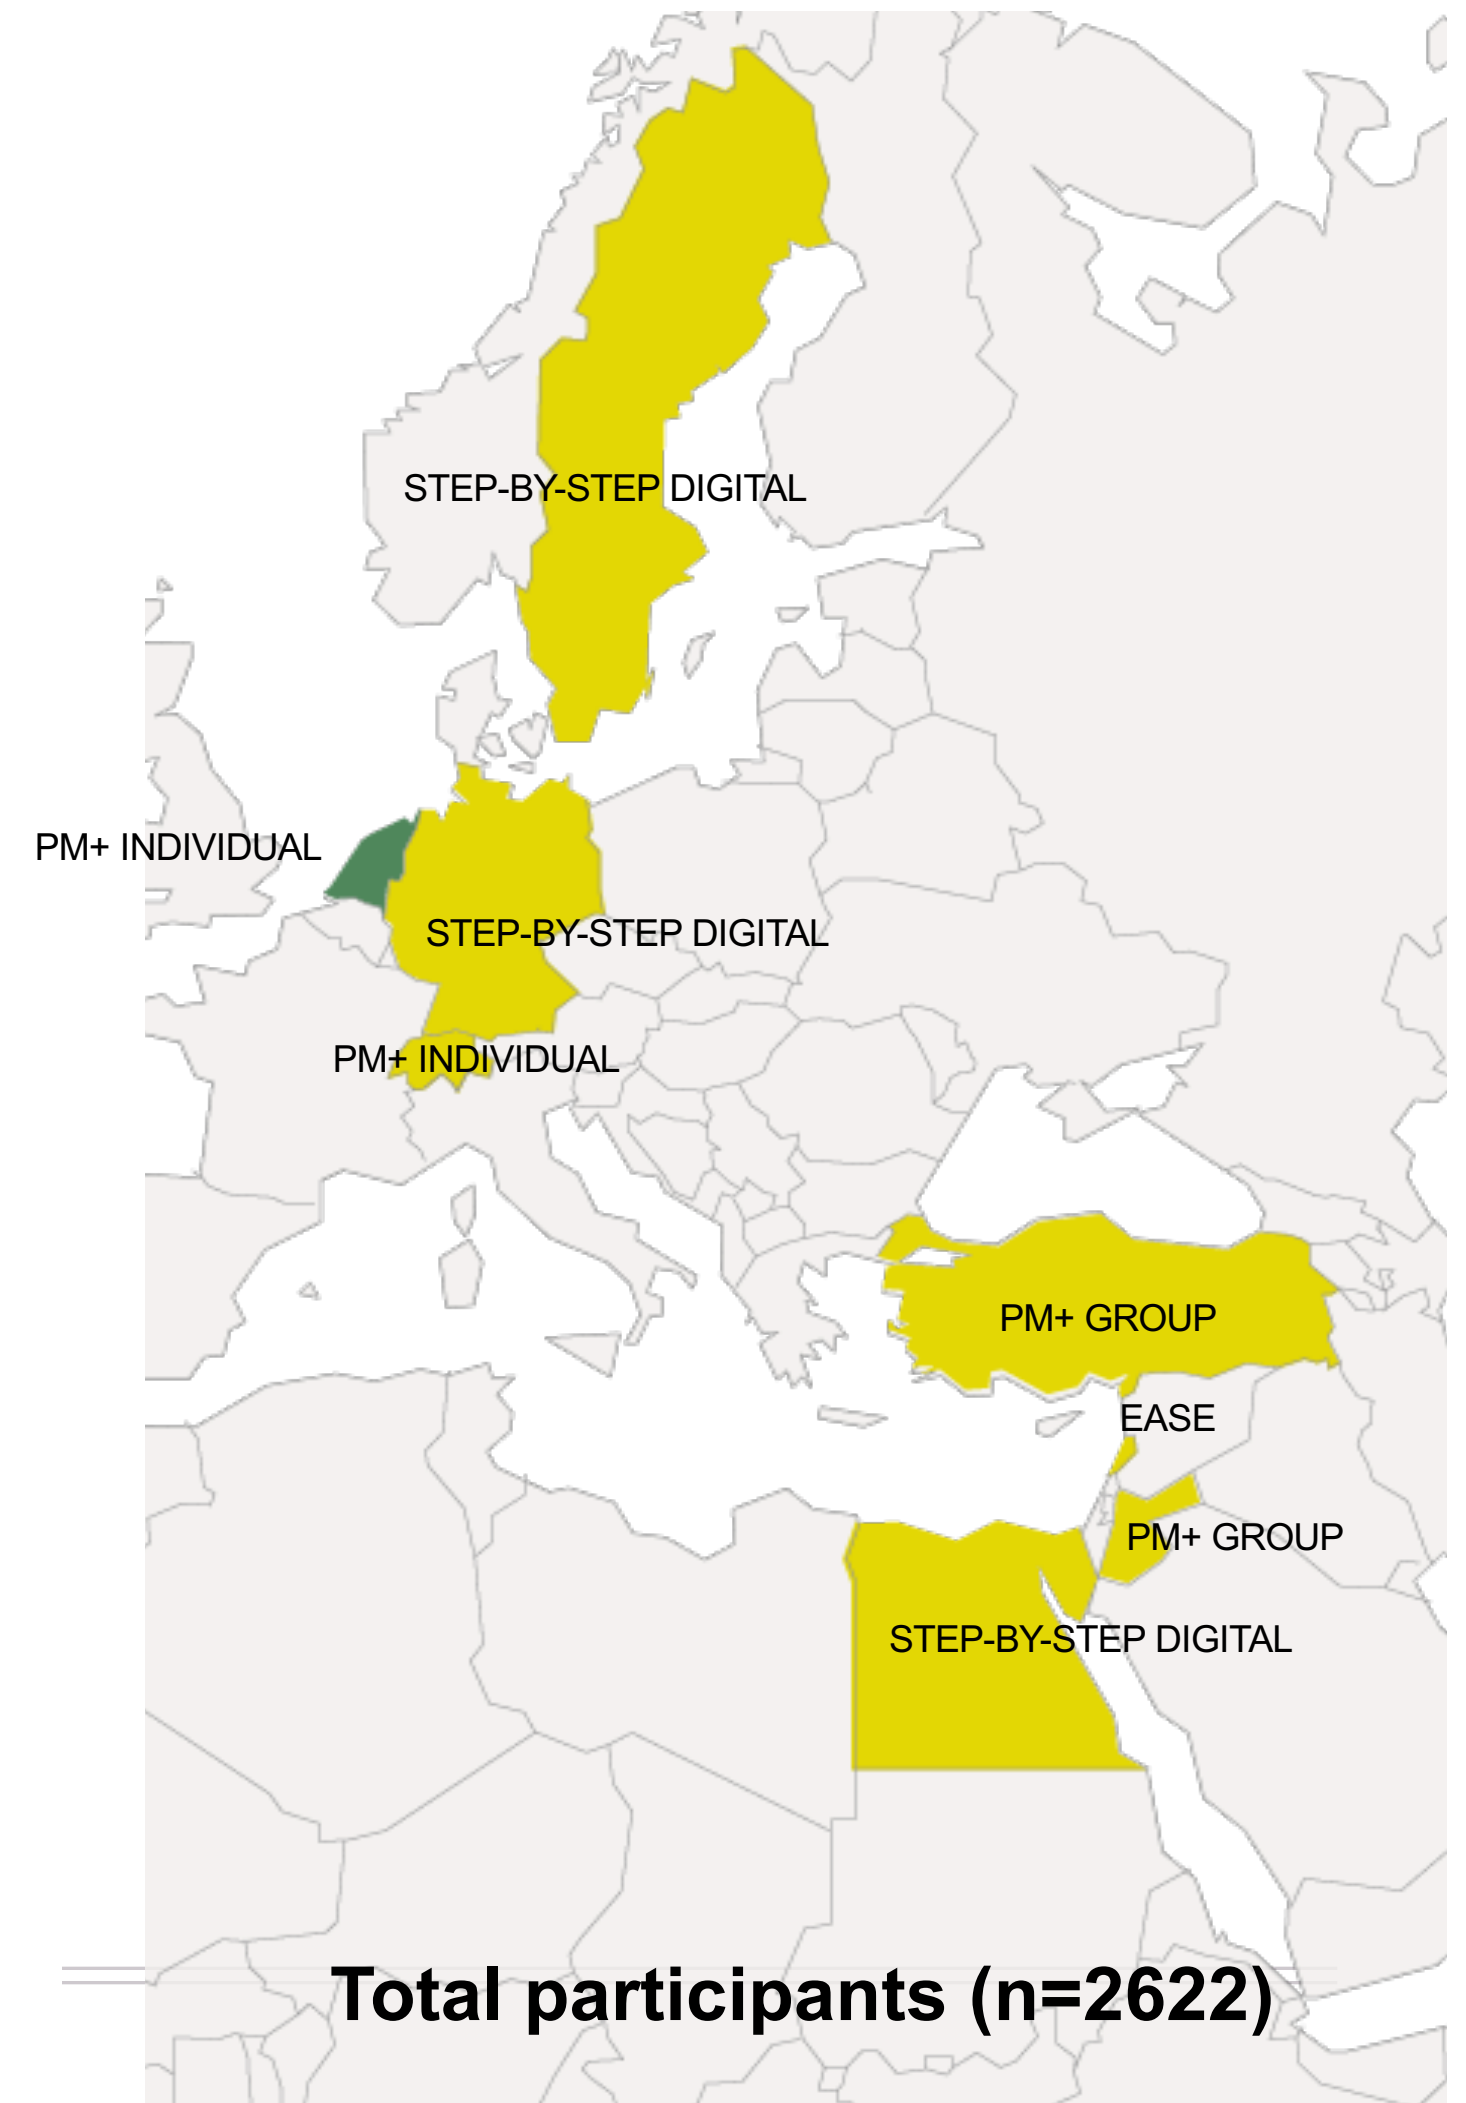 STEP-BY-STEP DIGITAL
PM+ INDIVIDUAL
STEP-BY-STEP DIGITAL
PM+ INDIVIDUAL
PM+ GROUP
EASE
PM+ GROUP
STEP-BY-STEP DIGITAL
Total participants (n=2622)